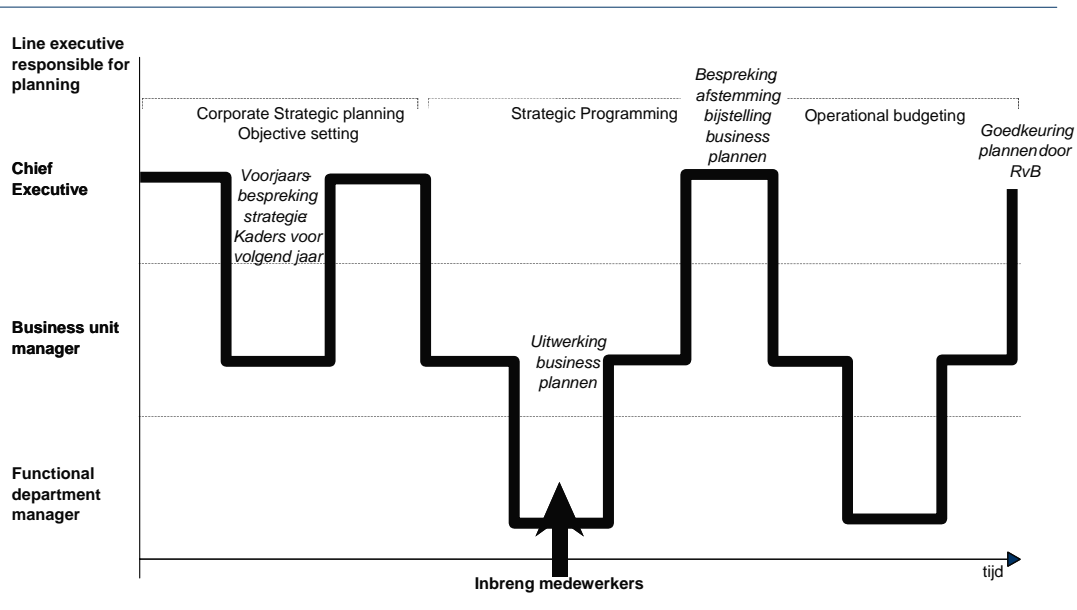 Line executive
responsible for
planning
Corporate Strategic planning
Objective setting
Strategic Programming
Bespreking
afstemming
bijstelling
business
plannen
Operational budgeting
Goedkeuring
plannen door
RvB
Chief
Executive
Voorjaars-
bespreking
strategie:
Kaders voor
volgend jaar
Business unit
manager
Uitwerking
business
plannen
Functional
department
manager
tijd
Inbreng medewerkers